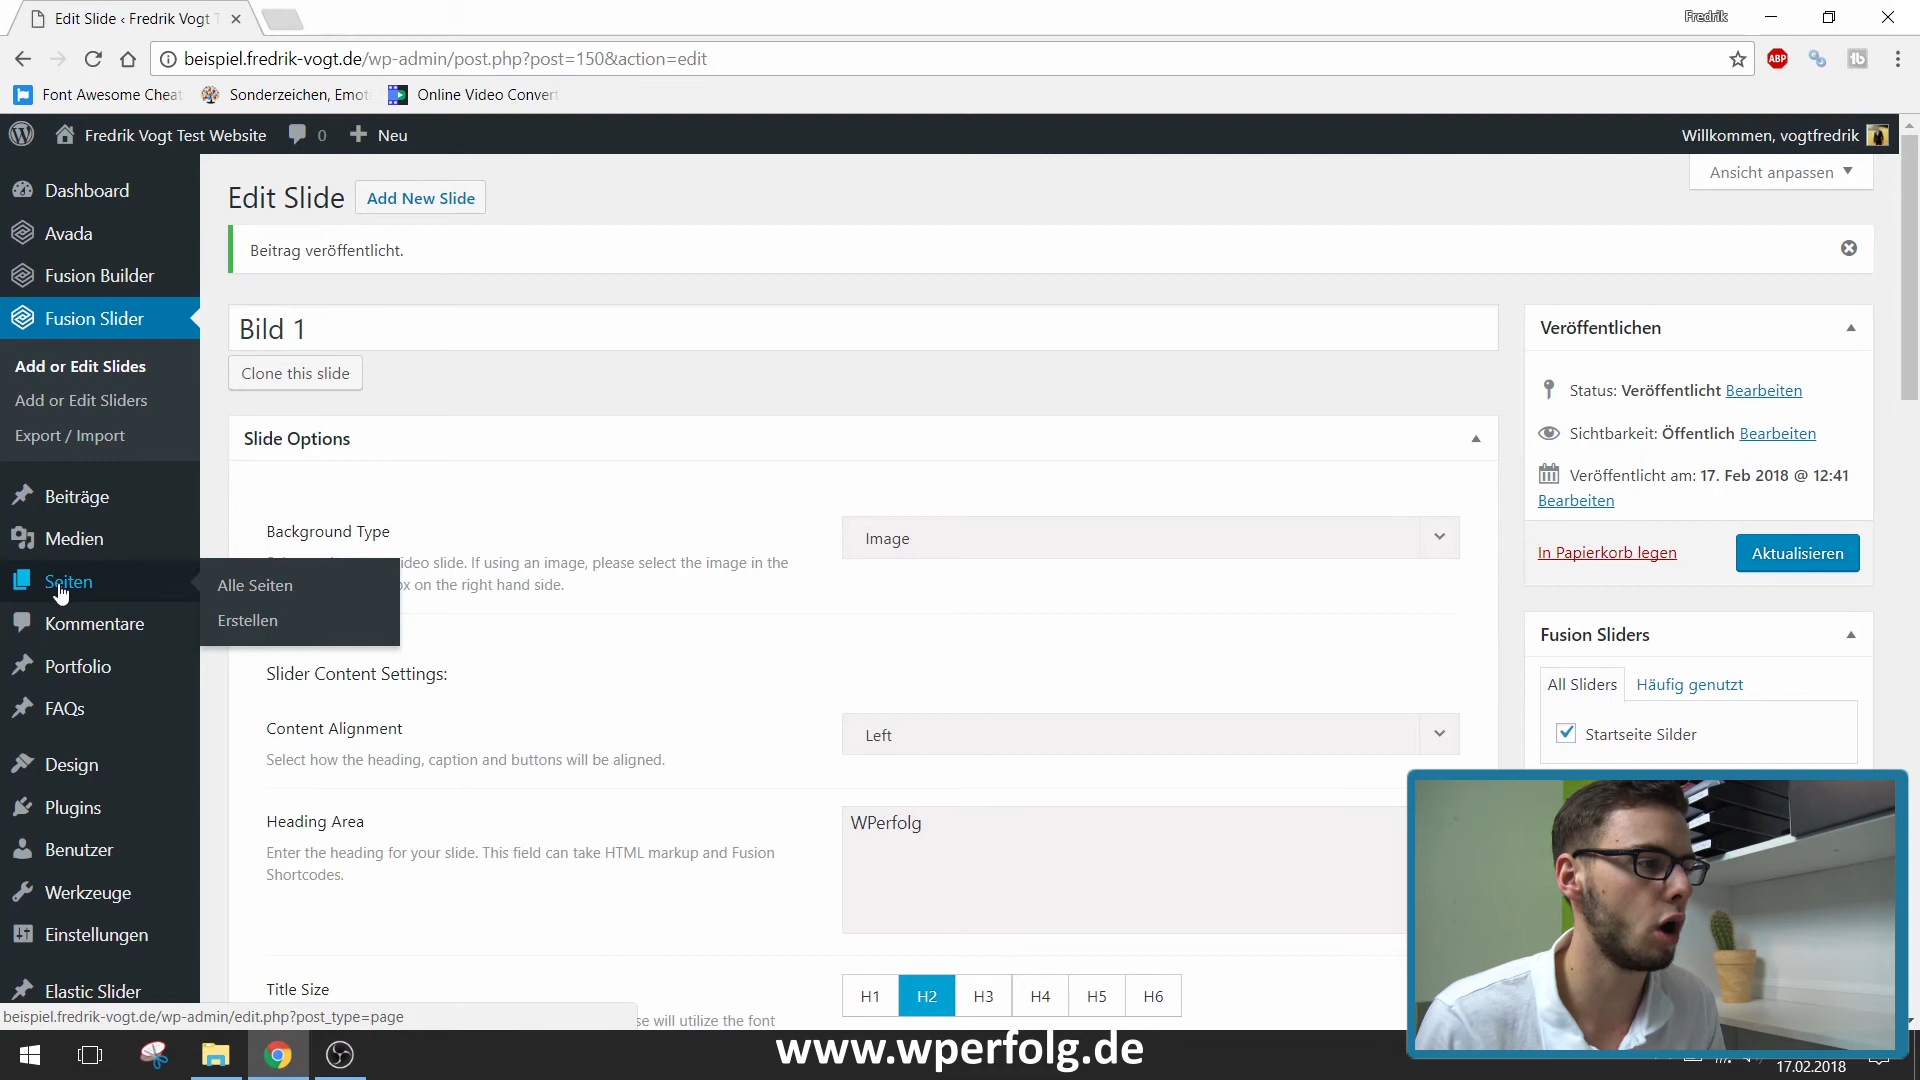 Edit Slide ‹ Fredrik Vogt
Fredrik
beispiel.fredrik-vogt.de/wp-admin/post.php?post=150&action=edit
ABP
Font Awesome Cheat
Sonderzeichen, Emot
Online Video Convert
Fredrik Vogt Test Website
0
Neu
Willkommen, vogtfredrik
Ansicht anpassen
Dashboard
Avada
Fusion Builder
Fusion Slider
Add or Edit Slides
Add or Edit Sliders
Export / Import
Beiträge
Medien
Seiten
Alle Seiten
Erstellen
Kommentare
Portfolio
FAQs
Design
Plugins
Benutzer
Werkzeuge
Einstellungen
Elastic Slider
Edit Slide
Add New Slide
Beitrag veröffentlicht.
Bild 1
Clone this slide
Slide Options
Background Type
ideo slide. If using an image, please select the image in the
ox on the right hand side.
Image
Slider Content Settings:
Content Alignment
Select how the heading, caption and buttons will be aligned.
Left
Heading Area
Enter the heading for your slide. This field can take HTML markup and Fusion
Shortcodes.
WPerfolg
Title Size
H1
H2
H3
H4
H5
H6
se will utilize the font
Veröffentlichen
Status: Veröffentlicht Bearbeiten
Sichtbarkeit: Öffentlich Bearbeiten
Veröffentlicht am: 17. Feb 2018 @ 12:41
Bearbeiten
In Papierkorb legen
Aktualisieren
Fusion Sliders
All Sliders
Häufig genutzt
Startseite Silder
beispiel.fredrik-vogt.de/wp-admin/edit.php?post_type=page
www.wperfolg.de
17.02.2018